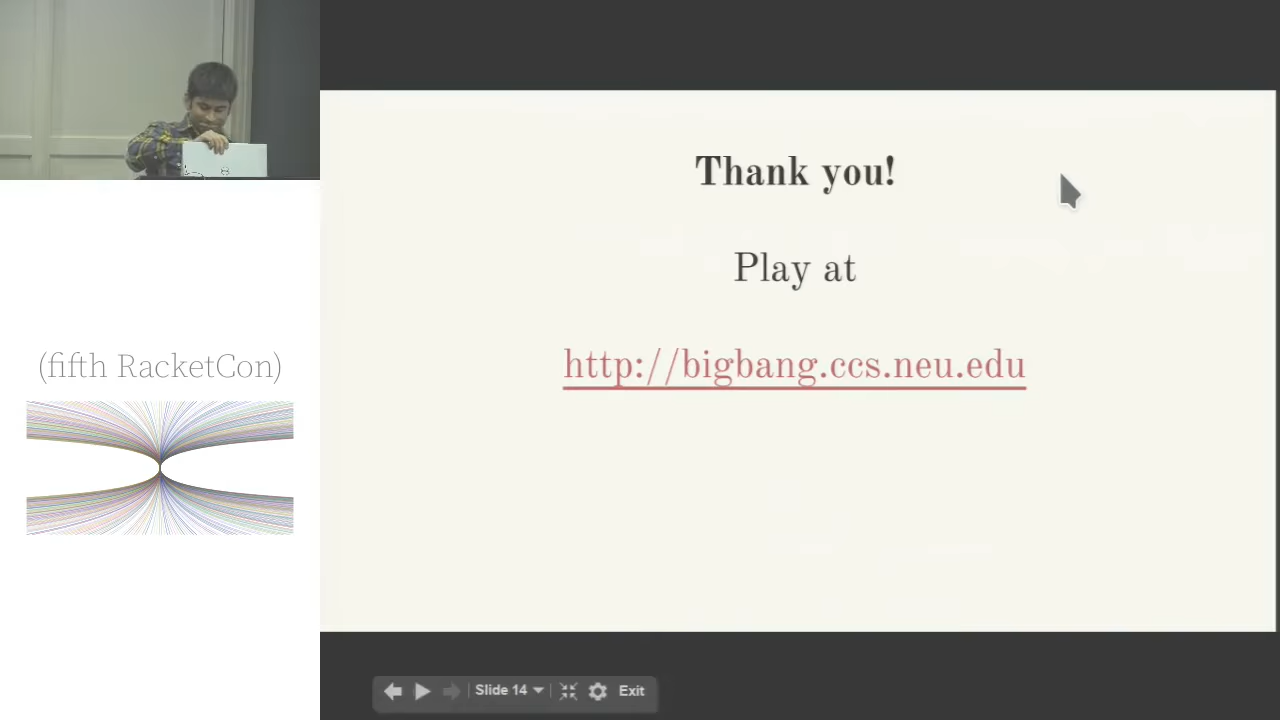 Thank you!
Play at
http://bigbang.ccs.neu.edu
(fifth RacketCon)
Slide 14
Exit